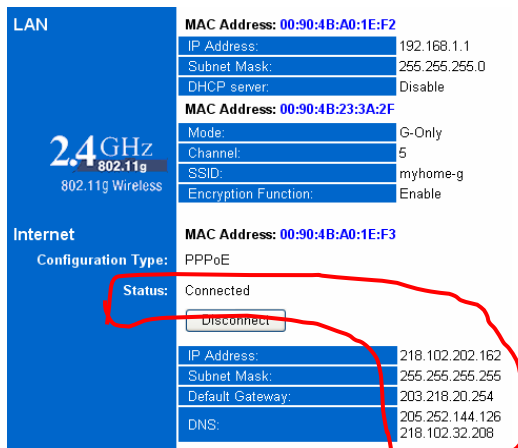 LAN
MAC Address: 00:90:4B:A0:1E:F2
IP Address: 192.168.1.1
Subnet Mask: 255.255.255.0
DHCP server: Disable
MAC Address: 00:90:4B:23:3A:2F
2.4 GHz
802.11g
802.11g Wireless
Mode: G-Only
Channel: 5
SSID: myhome-g
Encryption Function: Enable
Internet
MAC Address: 00:90:4B:A0:1E:F3
Configuration Type: PPPoE
Status: Connected
Disconnect
IP Address: 218.102.202.162
Subnet Mask: 255.255.255.255
Default Gateway: 203.218.20.254
DNS: 205.252.144.126
218.102.32.208